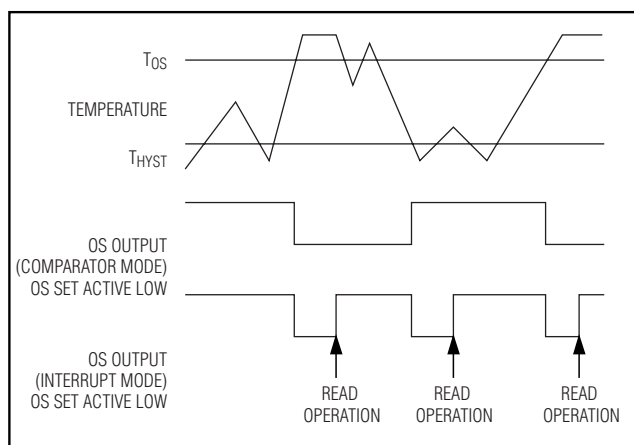 TOS
TEMPERATURE
THYST
OS OUTPUT
(COMPARATOR MODE)
OS SET ACTIVE LOW
OS OUTPUT
(INTERRUPT MODE)
OS SET ACTIVE LOW
READ
OPERATION
READ
OPERATION
READ
OPERATION